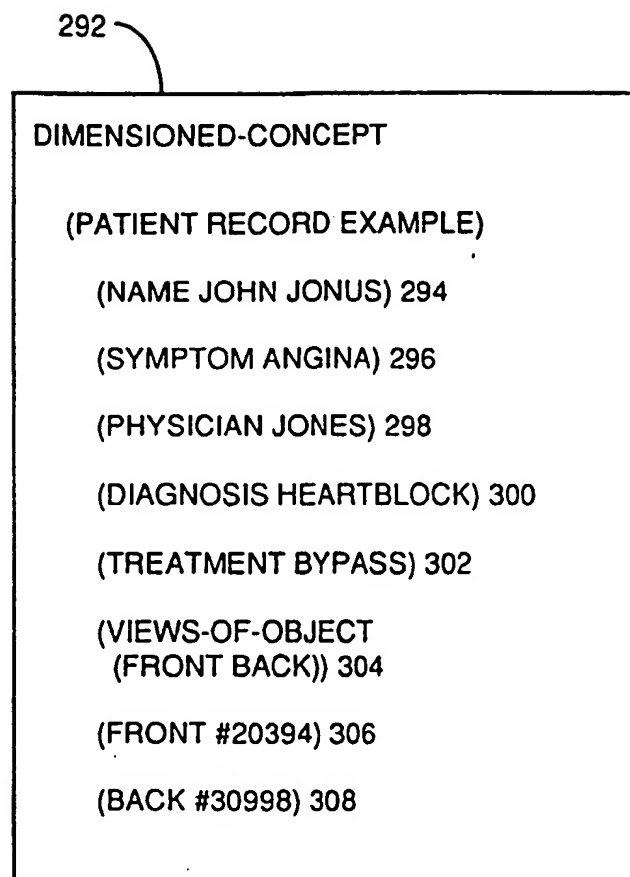 292
DIMENSIONED-CONCEPT
(PATIENT RECORD EXAMPLE)
(NAME JOHN JONUS) 294
(SYMPTOM ANGINA) 296
(PHYSICIAN JONES) 298
(DIAGNOSIS HEARTBLOCK) 300
(TREATMENT BYPASS) 302
(VIEWS-OF-OBJECT
(FRONT BACK)) 304
(FRONT #20394) 306
(BACK #30998) 308